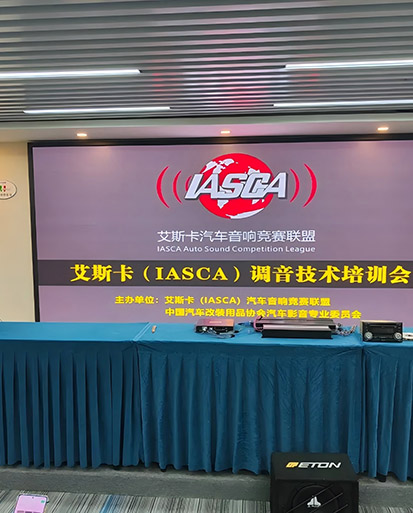 IASCA
艾斯卡汽车音响竞赛联盟
IASCA Auto Sound Competition League
艾斯卡（IASCA）调音技术培训会
主办单位：艾斯卡（IASCA）汽车音响竞赛联盟
中国汽车改装用品协会汽车影音专业委员会
ETON
JL